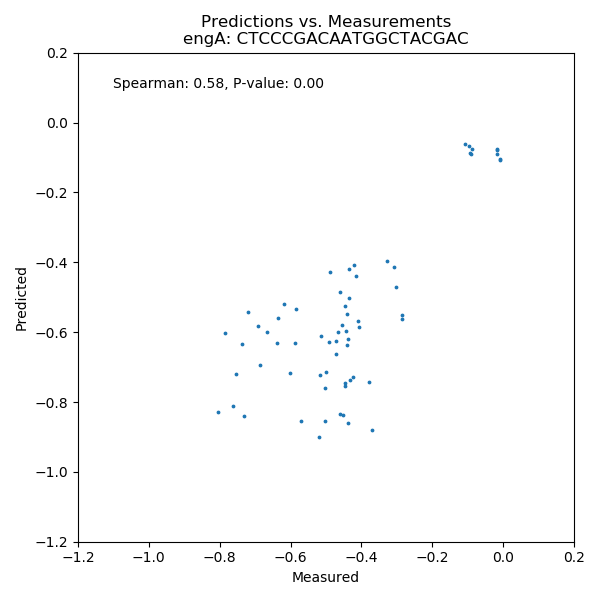 Predictions vs. Measurements
engA: CTCCCGACAATGGCTACGAC
Spearman: 0.58, P-value: 0.00
0.2
0.0
−0.2
−0.4
−0.6
−0.8
−1.0
−1.2
Predicted
−1.2 −1.0 −0.8 −0.6 −0.4 −0.2 0.0 0.2
Measured